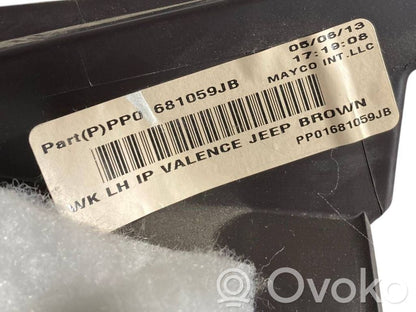 05/06/13
17:19:08
MAYCO INT.LLC
Part(P)PP01681059JB
WK LH IP VALENCE JEEP BROWN
PP01681059JB
Ovoko